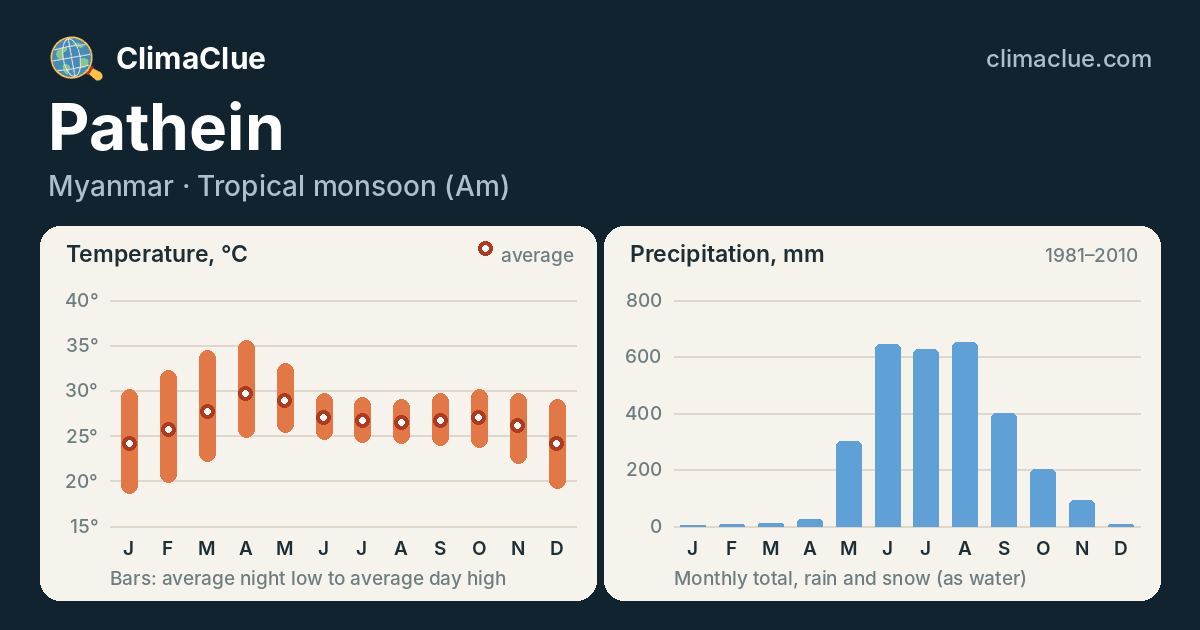 ClimaClue
climaclue.com
Pathein
Myanmar · Tropical monsoon (Am)
Temperature, °C
average
40°
35°
30°
25°
20°
15°
J F M A M J J A S O N D
Bars: average night low to average day high
Precipitation, mm
1981–2010
800
600
400
200
0
J F M A M J J A S O N D
Monthly total, rain and snow (as water)